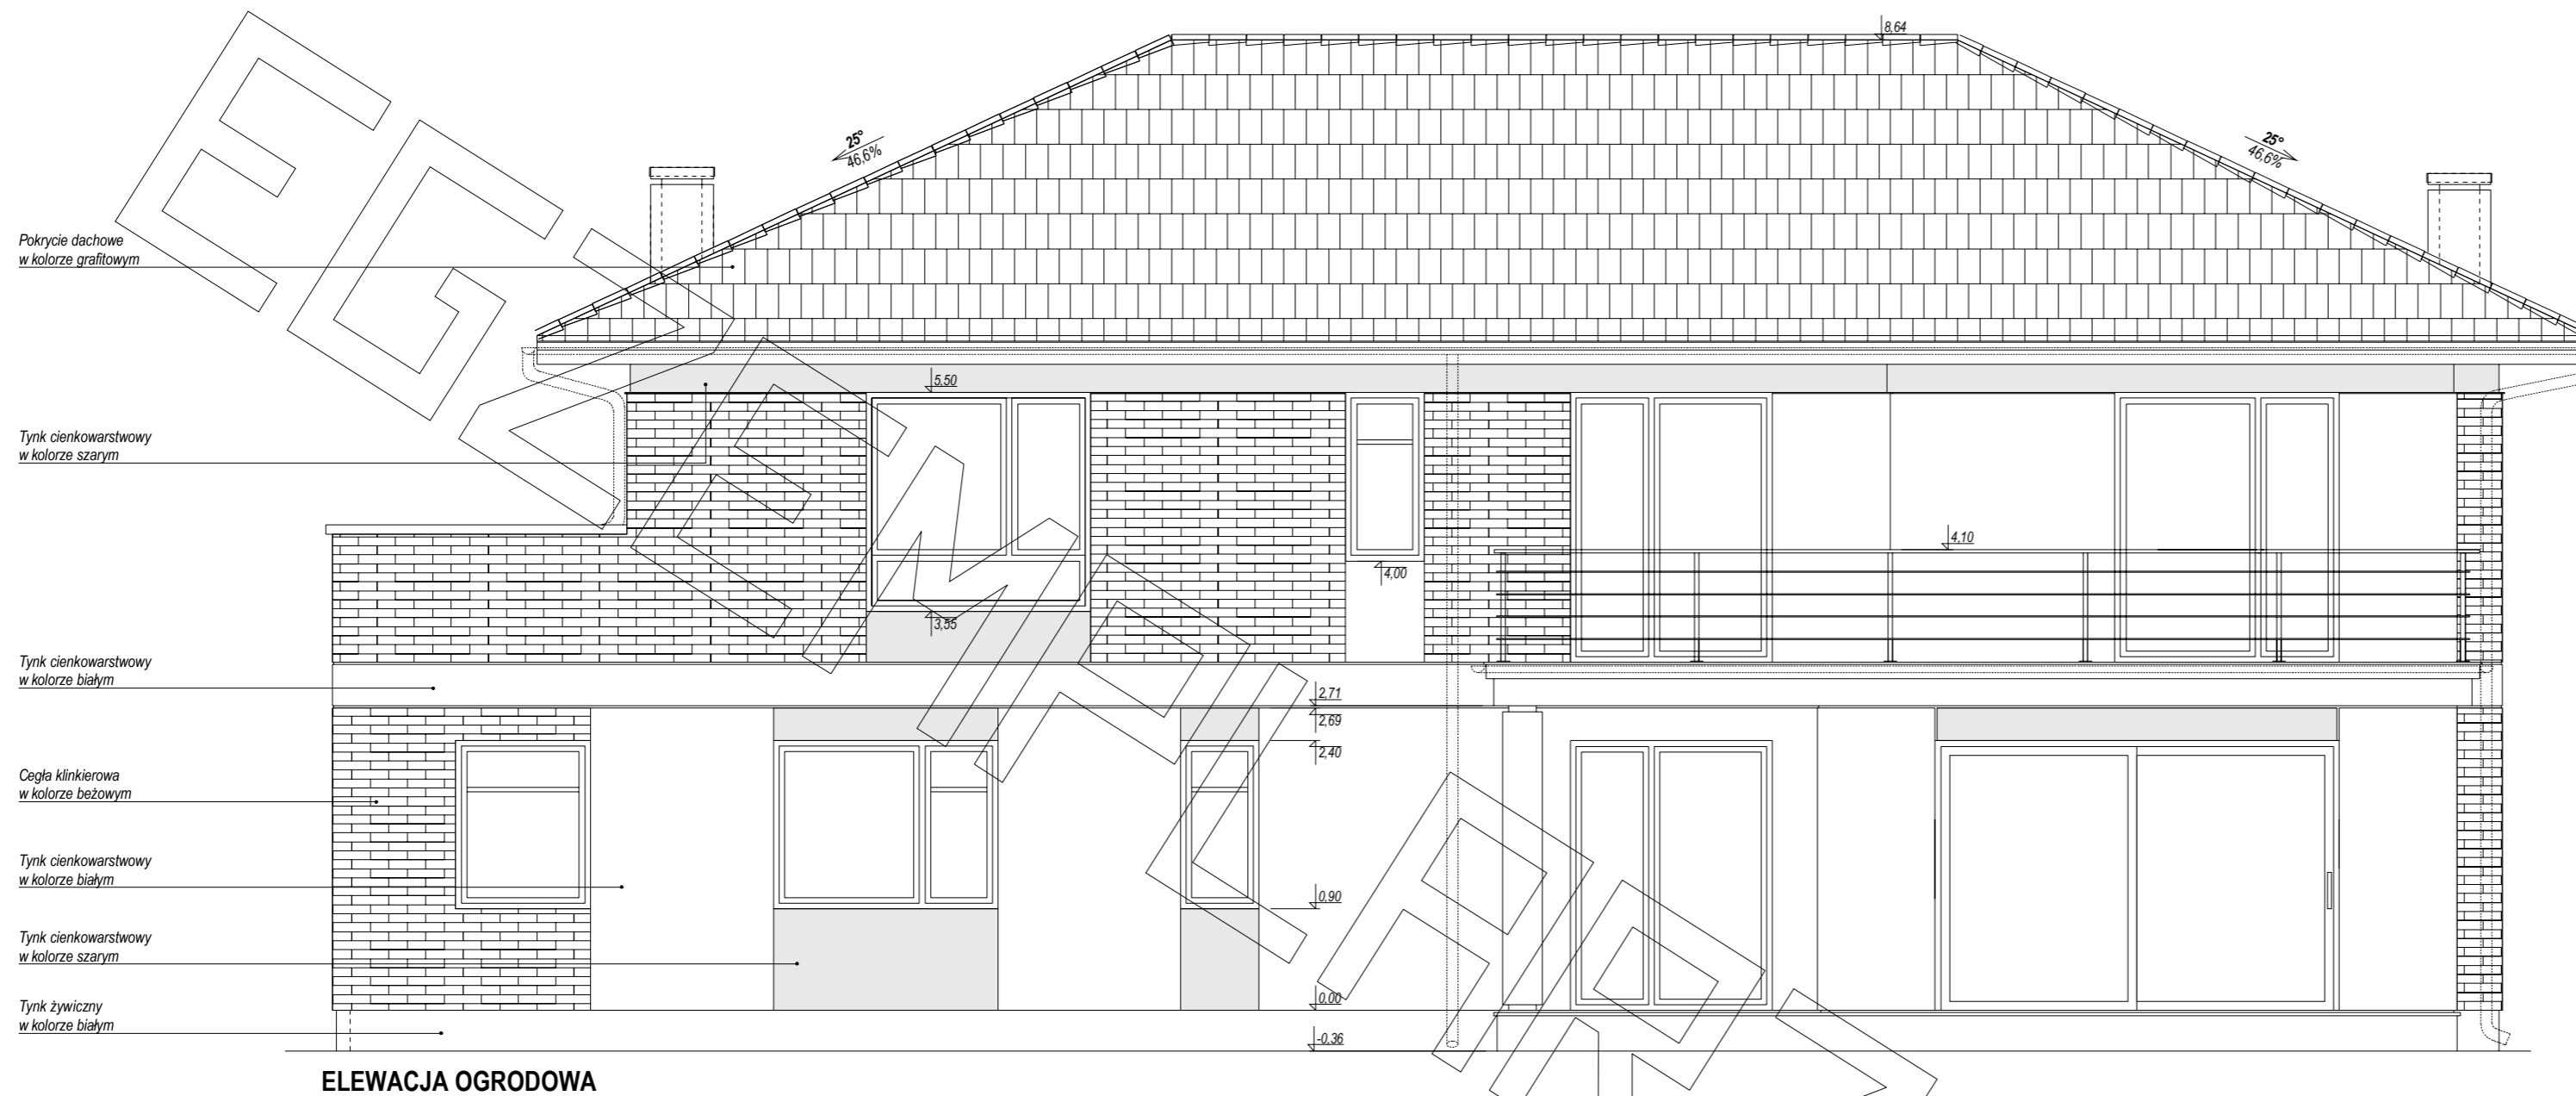 8,64
25°
46,6%
25°
46,6%
Pokrycie dachowe
w kolorze grafitowym
5,50
Tynk cienkowarstwowy
w kolorze szarym
4,10
4,00
3,55
Tynk cienkowarstwowy
w kolorze białym
2,71
2,69
2,40
Cegła klinkierowa
w kolorze beżowym
Tynk cienkowarstwowy
w kolorze białym
0,90
Tynk cienkowarstwowy
w kolorze szarym
0,00
Tynk żywiczny
w kolorze białym
-0,36
ELEWACJA OGRODOWA